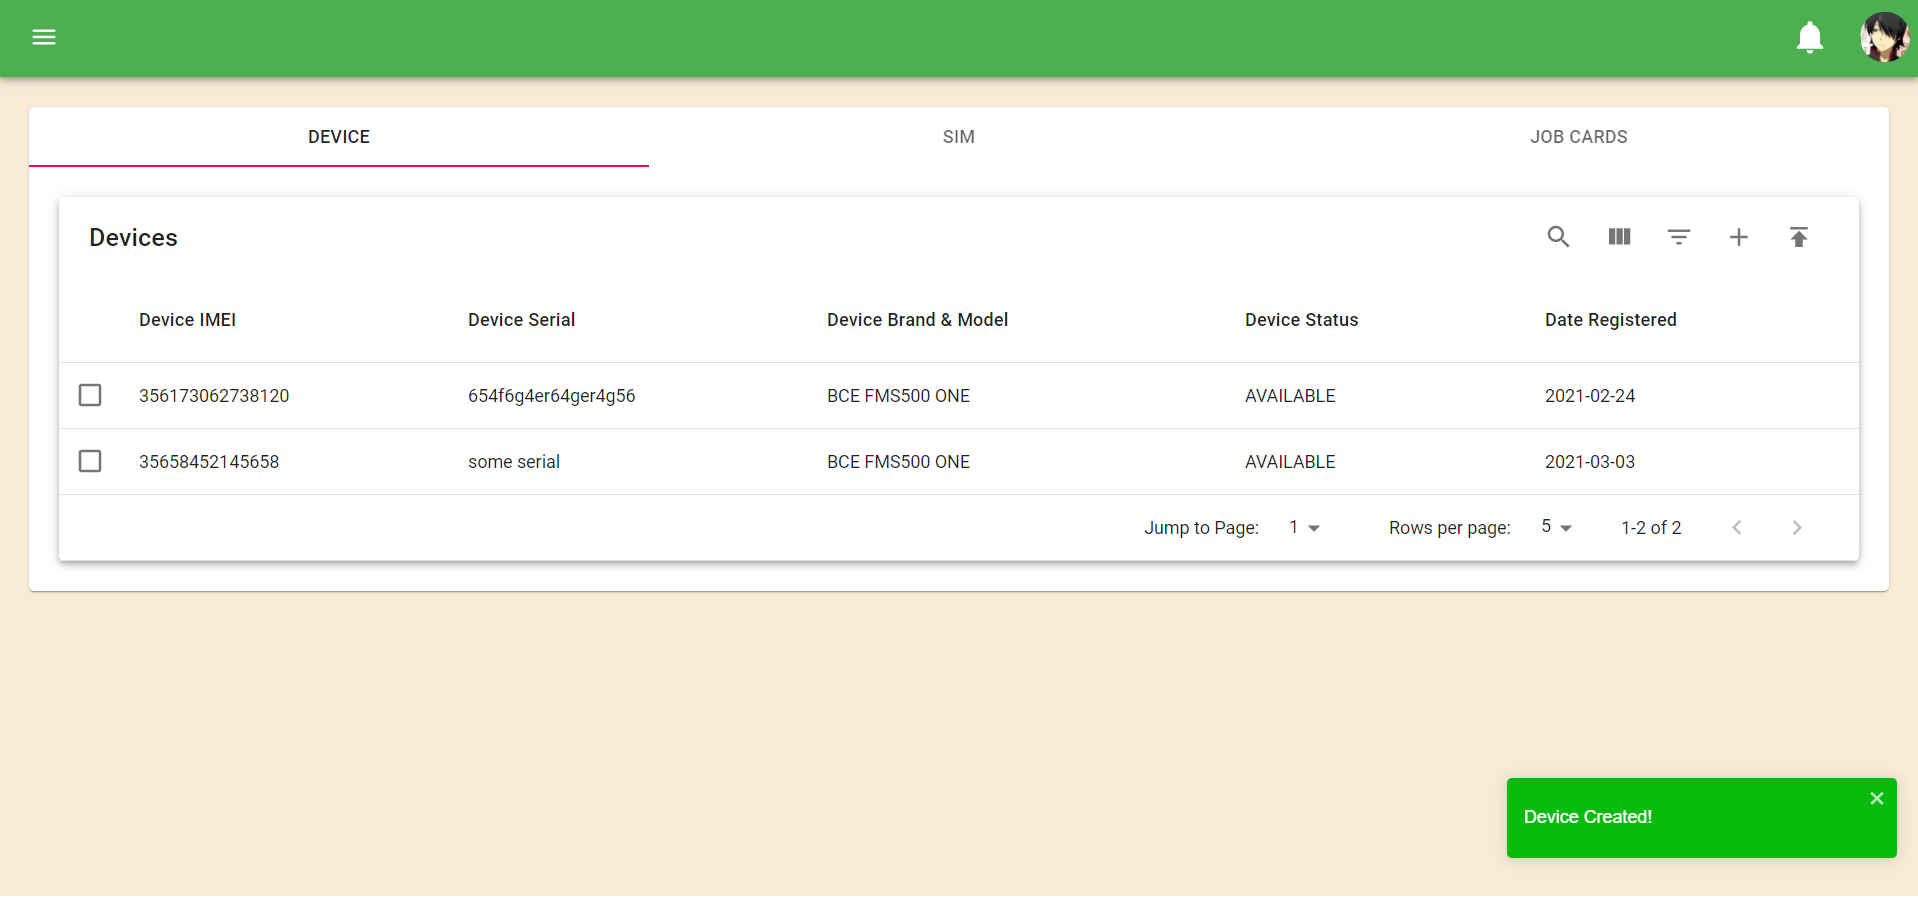 DEVICE SIM JOB CARDS
Devices
Device IMEI Device Serial Device Brand & Model Device Status Date Registered
356173062738120 654f6g4er64ger4g56 BCE FMS500 ONE AVAILABLE 2021-02-24
35658452145658 some serial BCE FMS500 ONE AVAILABLE 2021-03-03
Jump to Page: 1 Rows per page: 5 1-2 of 2
Device Created!